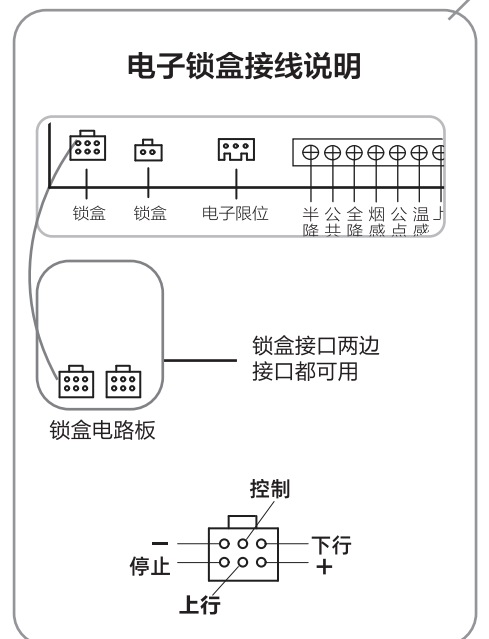 电子锁盒接线说明
锁盒 锁盒 电子限位 半降 公共 全降 烟感 公点 温感 上
锁盒接口两边
接口都可用
锁盒电路板
控制
－ 下行
停止 ＋
上行